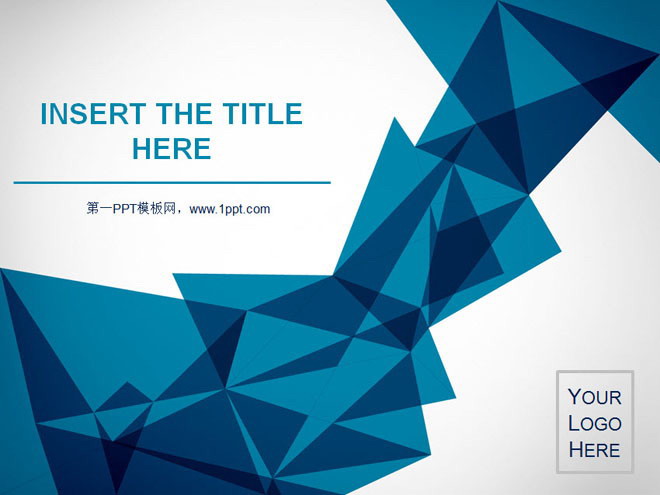 INSERT THE TITLE
HERE
第一PPT模板网，www.1ppt.com
YOUR
LOGO
HERE